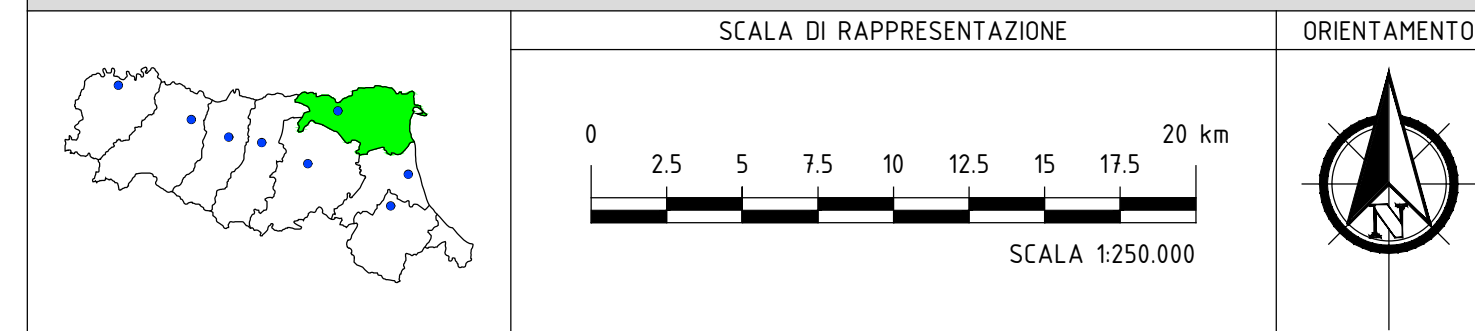 SCALA DI RAPPRESENTAZIONE
ORIENTAMENTO
0 20 km
2.5 5 7.5 10 12.5 15 17.5
SCALA 1:250.000
N